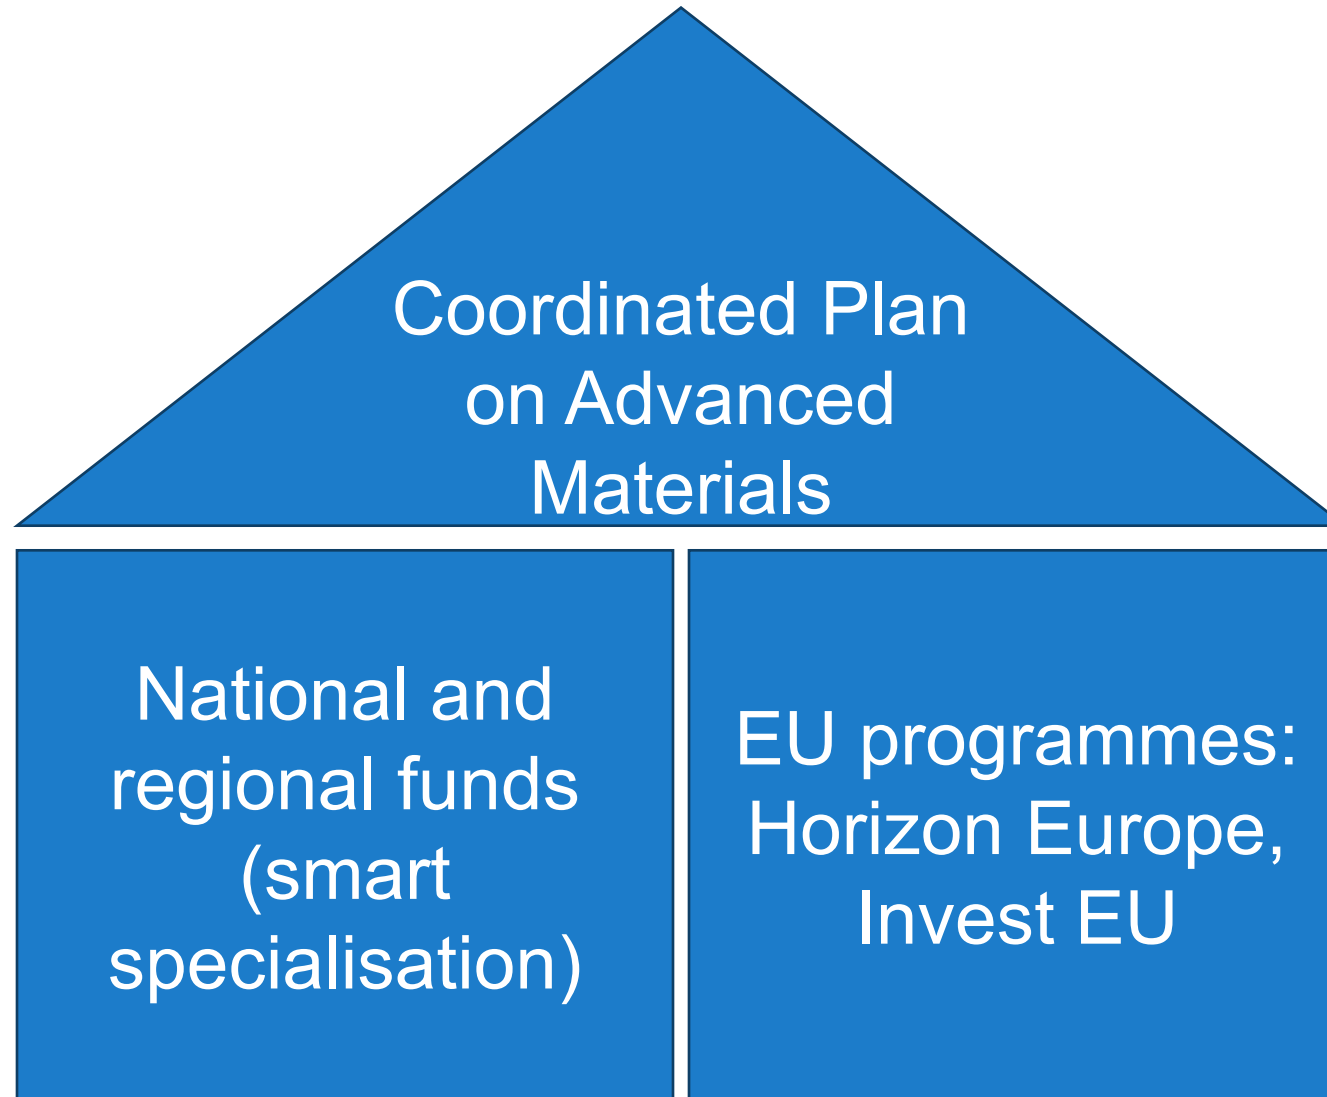 Coordinated Plan
on Advanced
Materials
National and
regional funds
(smart
specialisation)
EU programmes:
Horizon Europe,
Invest EU